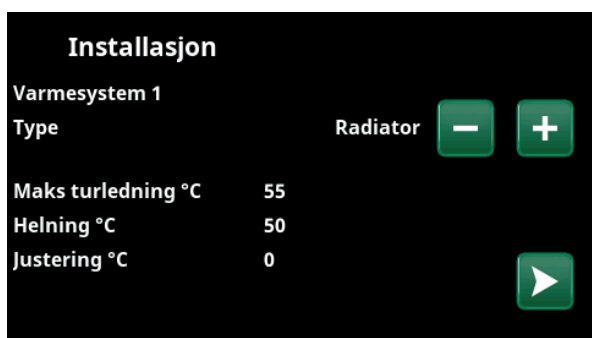 Installasjon
Varmesystem 1
Type Radiator
Maks turledning °C 55
Helning °C 50
Justering °C 0